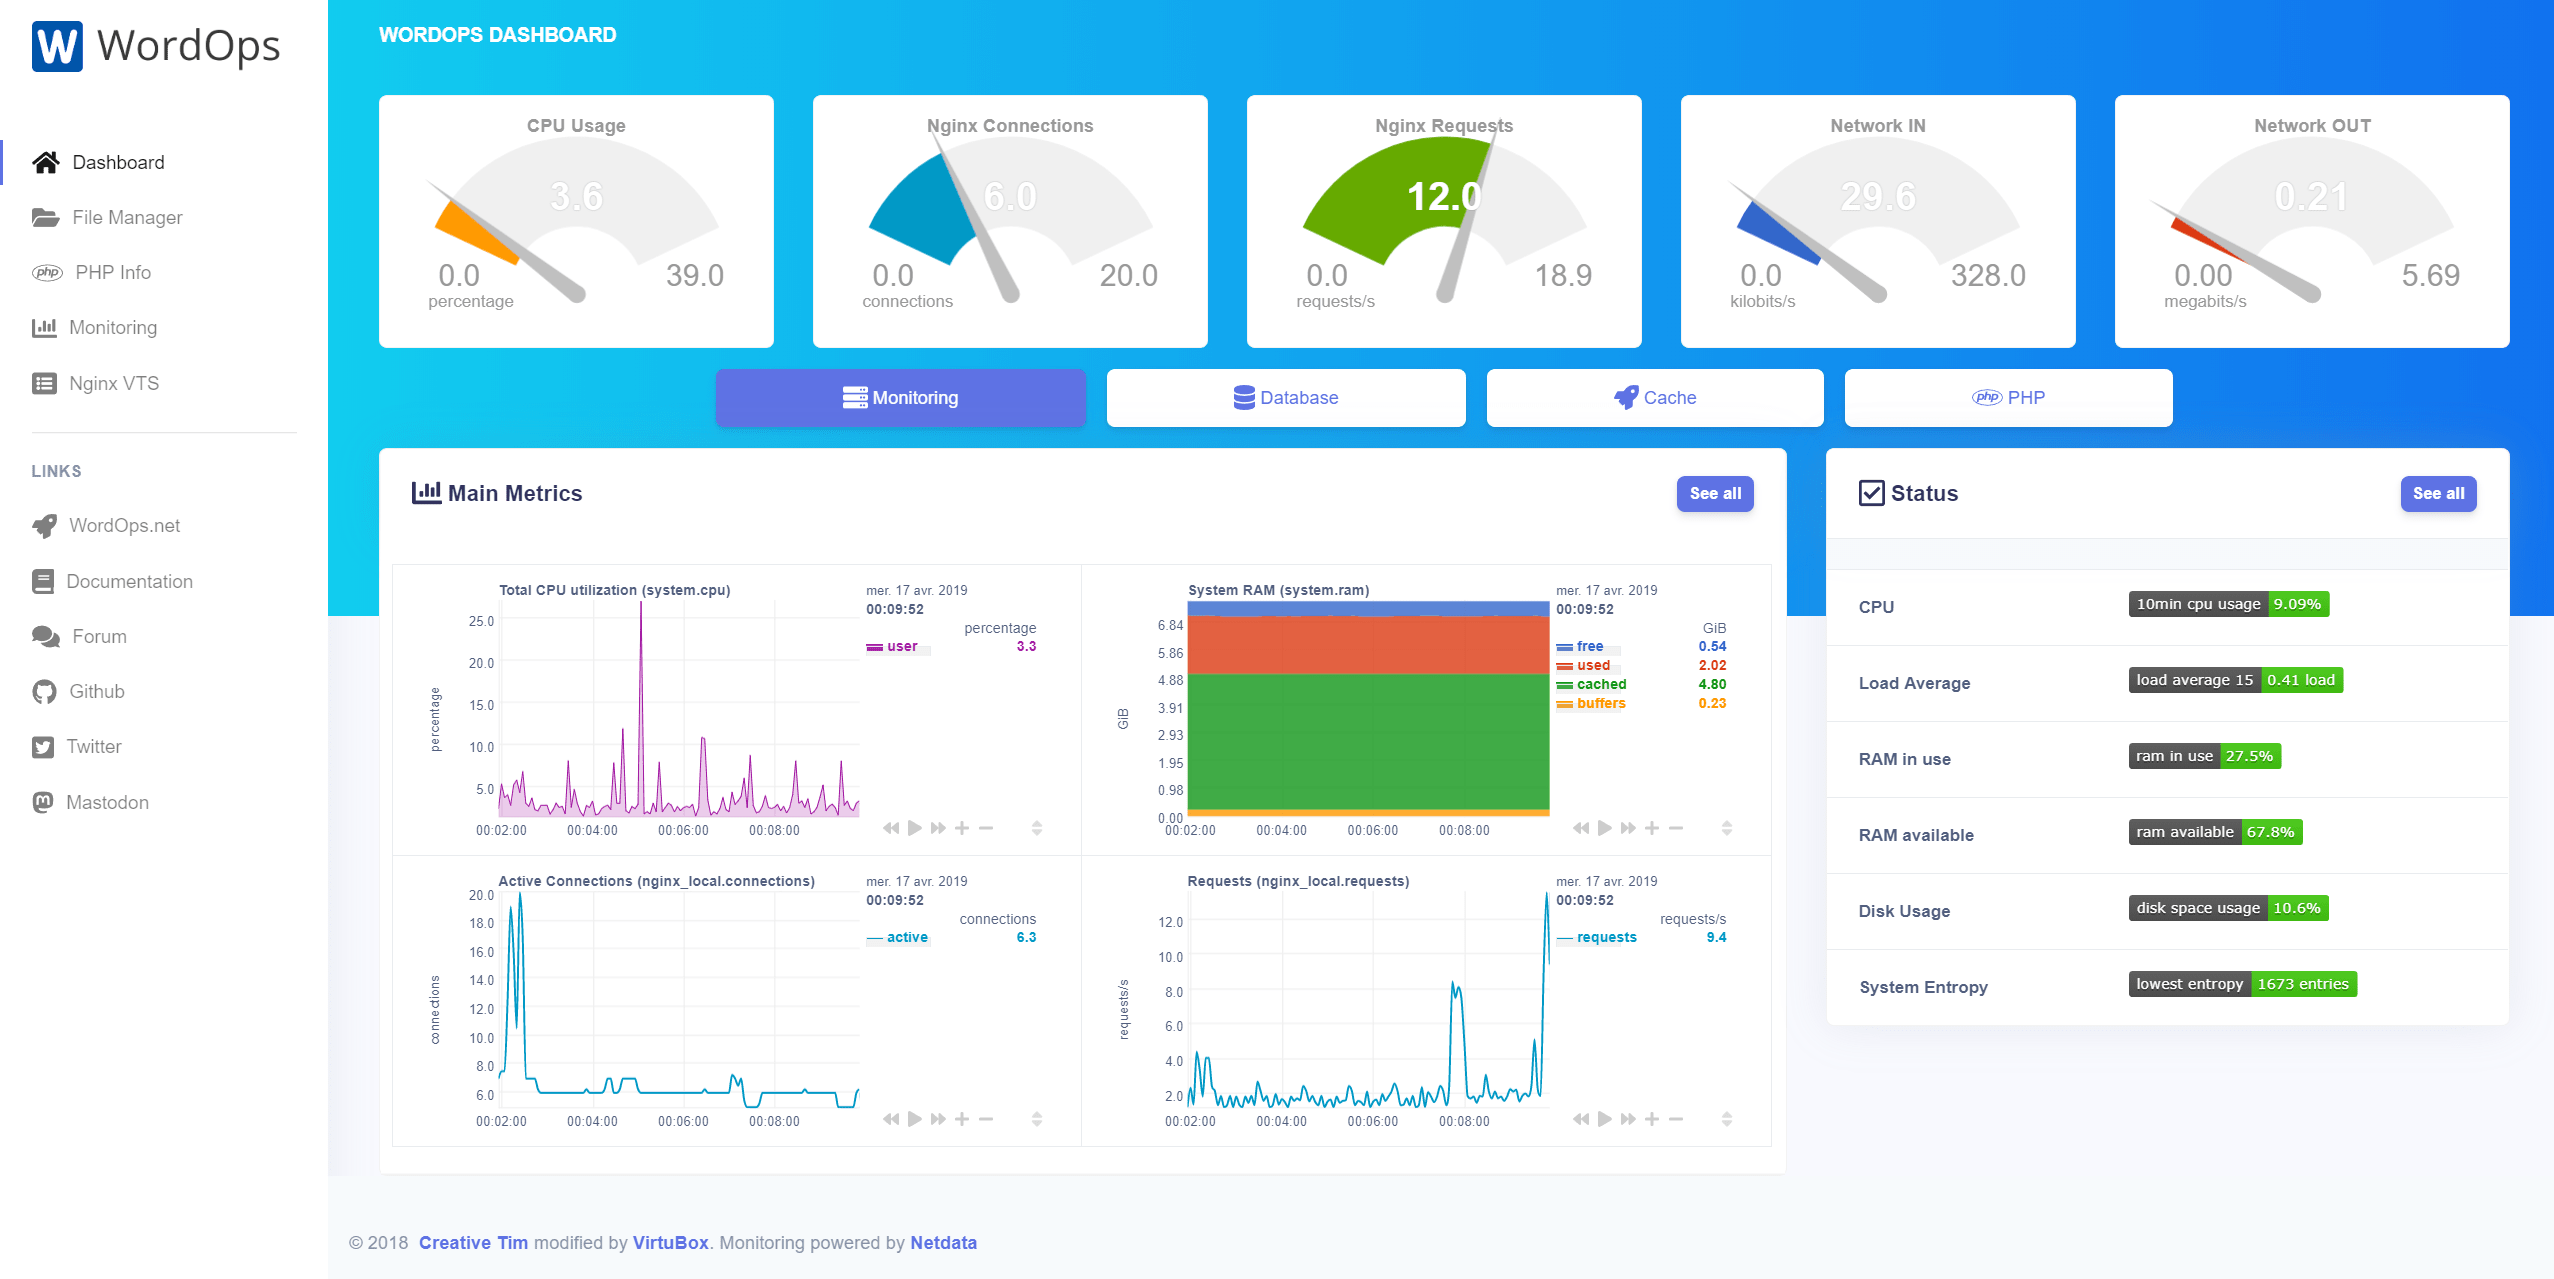 W WordOps
Dashboard
File Manager
php PHP Info
Monitoring
Nginx VTS
LINKS
WordOps.net
Documentation
Forum
Github
Twitter
Mastodon
WORDOPS DASHBOARD
CPU Usage
3.6
0.0 39.0
percentage
Nginx Connections
6.0
0.0 20.0
connections
Nginx Requests
12.0
0.0 18.9
requests/s
Network IN
29.6
0.0 328.0
kilobits/s
Network OUT
0.21
0.00 5.69
megabits/s
Monitoring
Database
Cache
php PHP
Main Metrics
See all
Total CPU utilization (system.cpu)
mer. 17 avr. 2019
00:09:52
percentage
user 3.3
percentage
25.0
20.0
15.0
10.0
5.0
00:02:00 00:04:00 00:06:00 00:08:00
System RAM (system.ram)
mer. 17 avr. 2019
00:09:52
GiB
free 0.54
used 2.02
cached 4.80
buffers 0.23
GiB
6.84
5.86
4.88
3.91
2.93
1.95
0.98
0.00
00:02:00 00:04:00 00:06:00 00:08:00
Active Connections (nginx_local.connections)
mer. 17 avr. 2019
00:09:52
connections
active 6.3
connections
20.0
18.0
16.0
14.0
12.0
10.0
8.0
6.0
00:02:00 00:04:00 00:06:00 00:08:00
Requests (nginx_local.requests)
mer. 17 avr. 2019
00:09:52
requests/s
requests 9.4
requests/s
12.0
10.0
8.0
6.0
4.0
2.0
00:02:00 00:04:00 00:06:00 00:08:00
Status
See all
CPU 10min cpu usage 9.09%
Load Average load average 15 0.41 load
RAM in use ram in use 27.5%
RAM available ram available 67.8%
Disk Usage disk space usage 10.6%
System Entropy lowest entropy 1673 entries
© 2018 Creative Tim modified by VirtuBox. Monitoring powered by Netdata